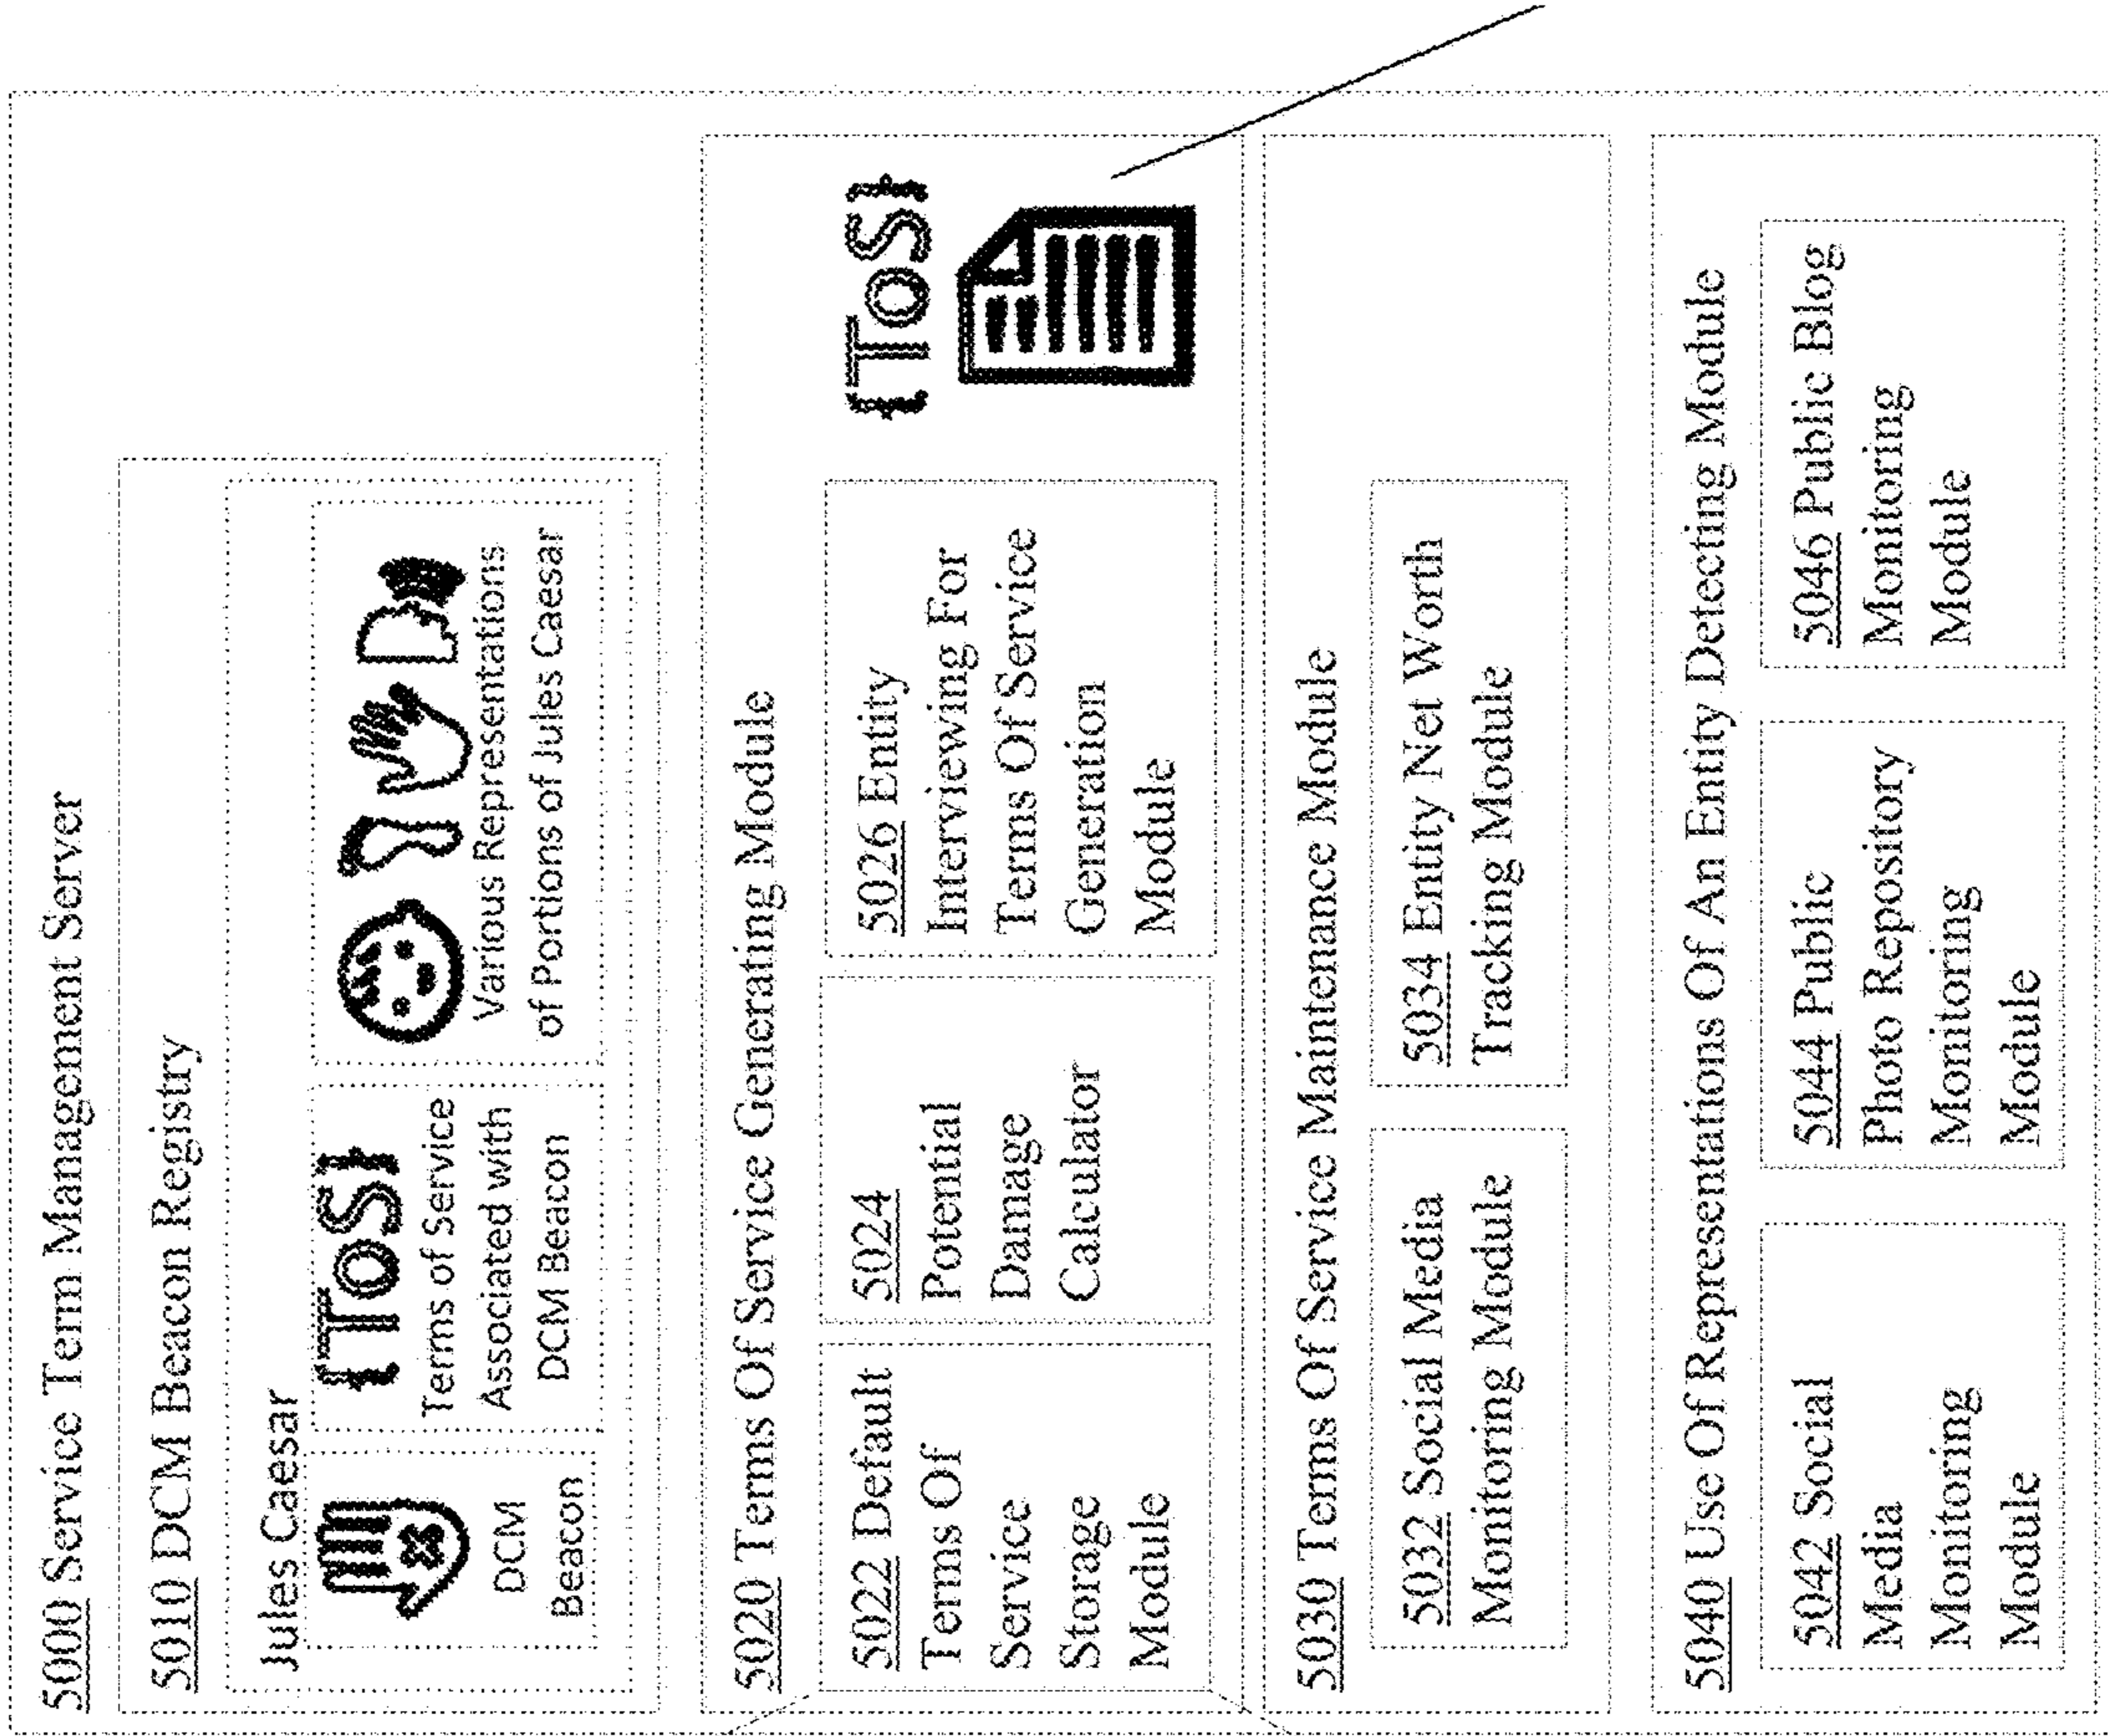 5000 Service Term Management Server
5010 DCM Beacon Registry
Jules Caesar
DCM
Beacon
{ToS}
Terms of Service
Associated with
DCM Beacon
Various Representations
of Portions of Jules Caesar
5020 Terms Of Service Generating Module
5022 Default
Terms Of
Service
Storage
Module
5024
Potential
Damage
Calculator
5026 Entity
Interviewing For
Terms Of Service
Generation
Module
{ToS}
5030 Terms Of Service Maintenance Module
5032 Social Media
Monitoring Module
5034 Entity Net Worth
Tracking Module
5040 Use Of Representations Of An Entity Detecting Module
5042 Social
Media
Monitoring
Module
5044 Public
Photo Repository
Monitoring
Module
5046 Public Blog
Monitoring
Module